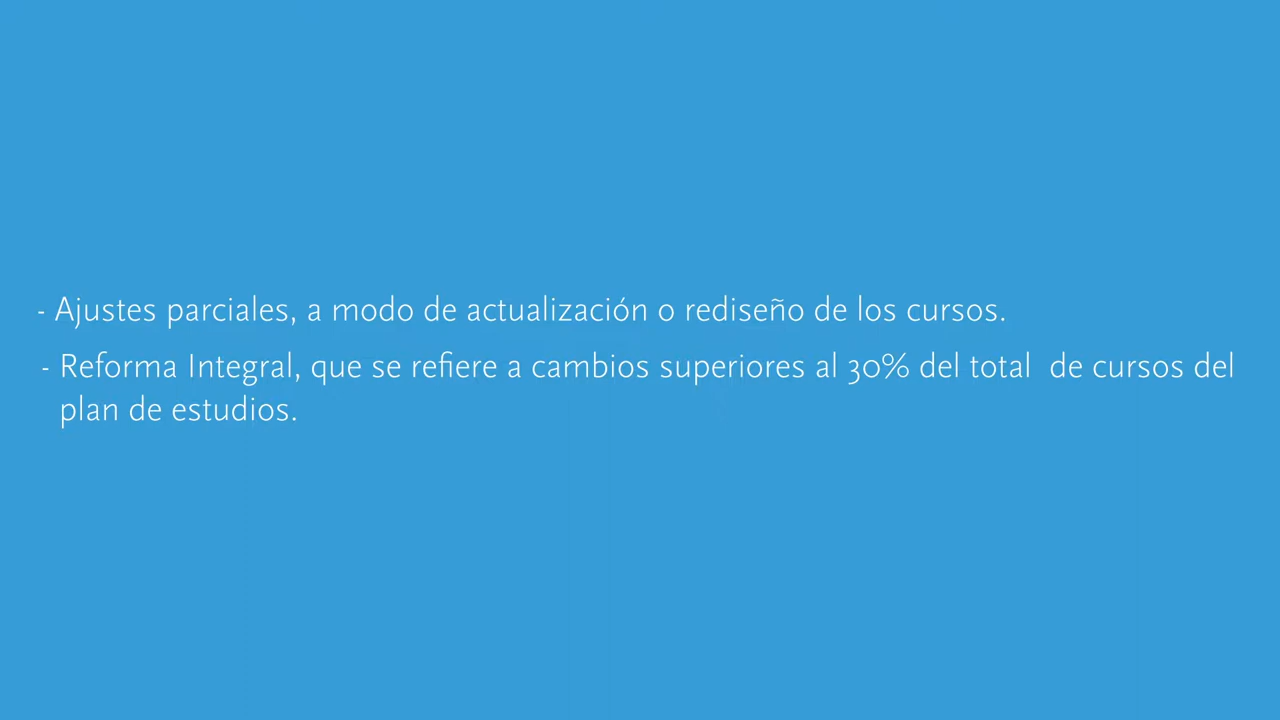 - Ajustes parciales, a modo de actualización o rediseño de los cursos.
- Reforma Integral, que se refiere a cambios superiores al 30% del total  de cursos del
plan de estudios.